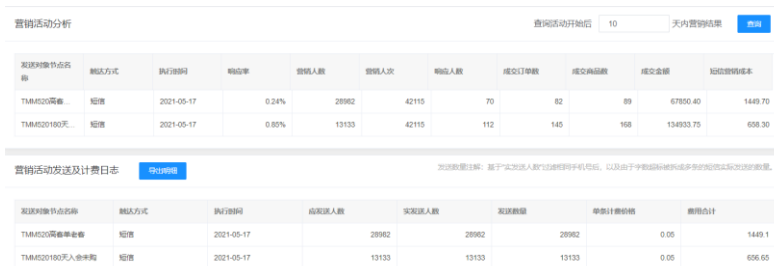 营销活动分析 查询活动开始后 10 天内营销结果 查询
发送对象节点名称 触达方式 执行时间 响应率 营销人数 营销人次 响应人数 成交订单数 成交商品数 成交金额 短信营销成本
TMM520高客... 短信 2021-05-17 0.24% 28982 42115 70 82 89 67850.40 1449.70
TMM520180天... 短信 2021-05-17 0.85% 13133 42115 112 145 168 134933.75 658.30
营销活动发送及计费日志 导出明细 发送数量注解：基于"实发送人数"过滤相同手机号后，以及由于字数超标被拆成多条的短信实际发送的数量。
发送对象节点名称 触达方式 执行时间 应发送人数 实发送人数 发送数量 单条计费价格 费用合计
TMM520高客单老客 短信 2021-05-17 28982 28982 28982 0.05 1449.1
TMM520180天入会未购 短信 2021-05-17 13133 13133 13133 0.05 656.65